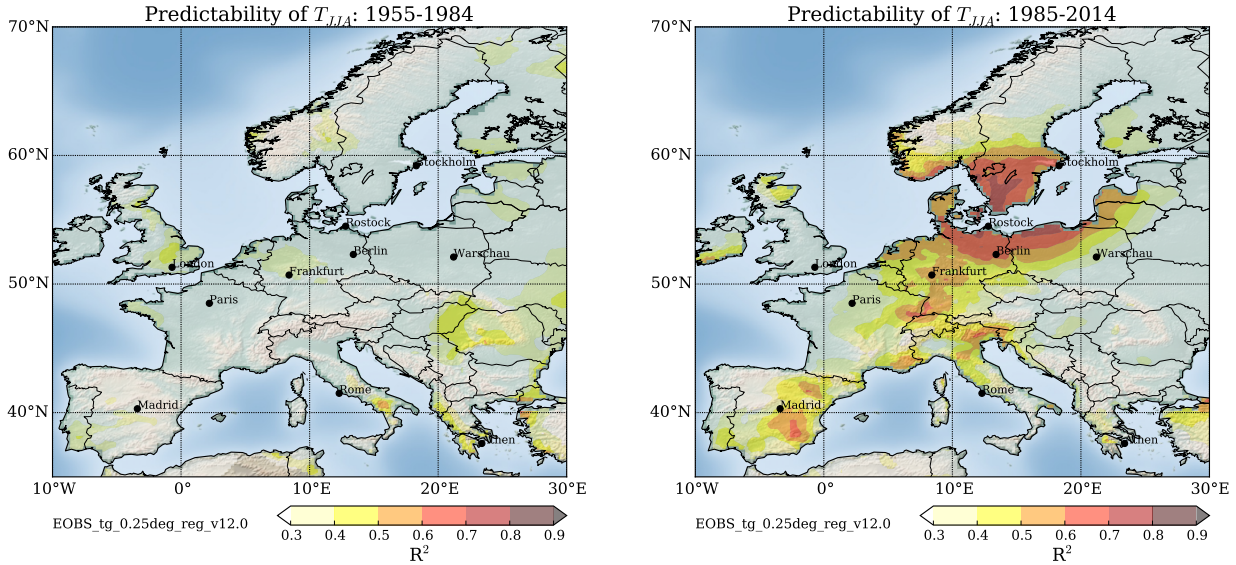 Predictability of T_JJA: 1955-1984
70°N
60°N
50°N
40°N
10°W 0° 10°E 20°E 30°E
Stockholm
Rostock
Berlin
Warschau
London
Frankfurt
Paris
Rome
Madrid
Athen
EOBS_tg_0.25deg_reg_v12.0
0.3 0.4 0.5 0.6 0.7 0.8 0.9
R²
Predictability of T_JJA: 1985-2014
70°N
60°N
50°N
40°N
10°W 0° 10°E 20°E 30°E
Stockholm
Rostock
Berlin
Warschau
London
Frankfurt
Paris
Rome
Madrid
Athen
EOBS_tg_0.25deg_reg_v12.0
0.3 0.4 0.5 0.6 0.7 0.8 0.9
R²